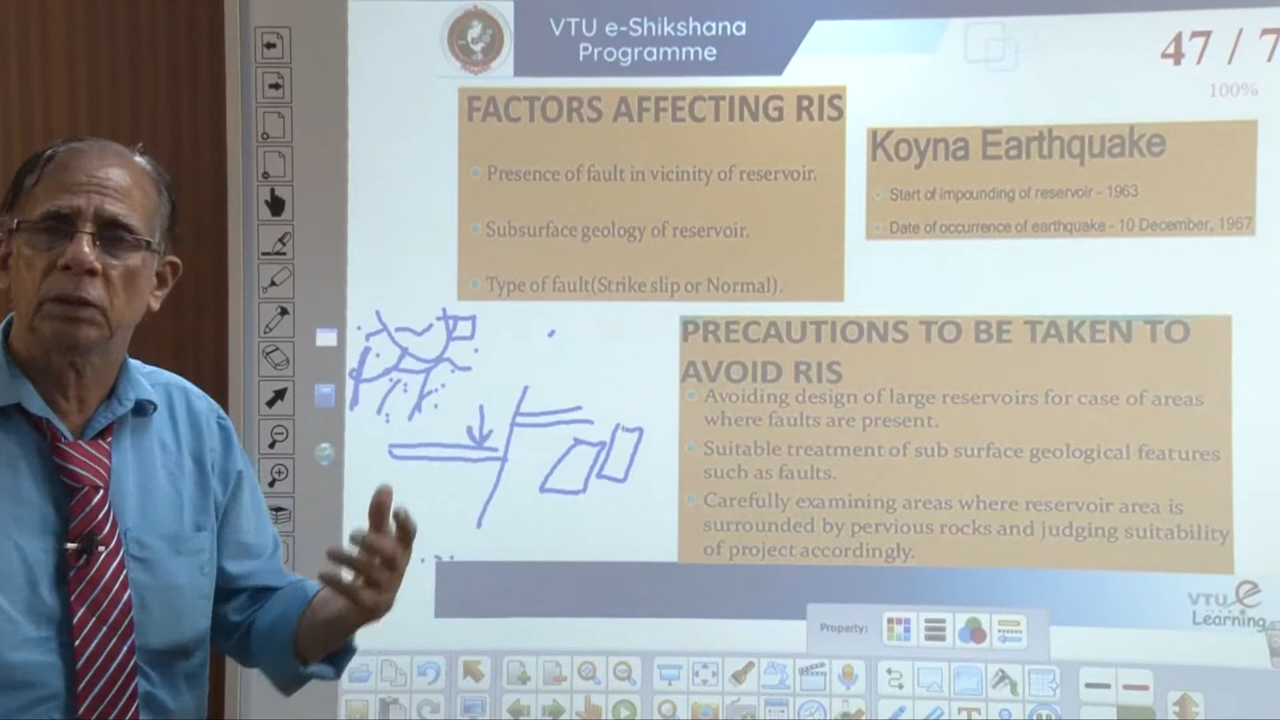 VTU e-Shikshana
Programme
47 / 7
100%
FACTORS AFFECTING RIS
Presence of fault in vicinity of reservoir.
Subsurface geology of reservoir.
Type of fault(Strike slip or Normal).
Koyna Earthquake
Start of impounding of reservoir - 1963
Date of occurrence of earthquake - 10 December, 1967
PRECAUTIONS TO BE TAKEN TO
AVOID RIS
Avoiding design of large reservoirs for case of areas
where faults are present.
Suitable treatment of sub surface geological features
such as faults.
Carefully examining areas where reservoir area is
surrounded by pervious rocks and judging suitability
of project accordingly.
VTU e
Learning
Property: